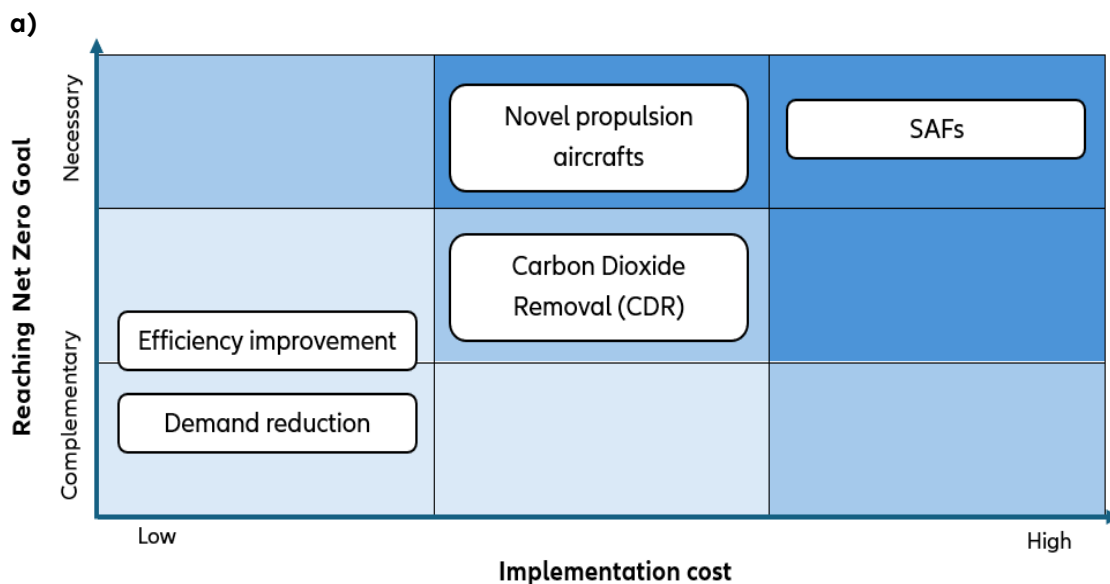 a)
Reaching Net Zero Goal
Necessary
Complementary
Novel propulsion
aircrafts
SAFs
Carbon Dioxide
Removal (CDR)
Efficiency improvement
Demand reduction
Low
High
Implementation cost